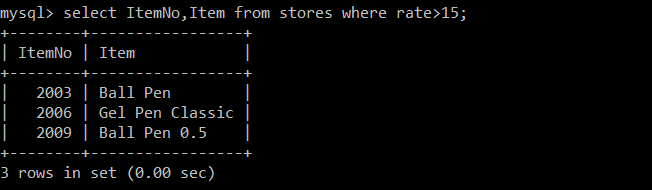 mysql> select ItemNo,Item from stores where rate>15;
+--------+-----------------+
| ItemNo | Item            |
+--------+-----------------+
|   2003 | Ball Pen        |
|   2006 | Gel Pen Classic |
|   2009 | Ball Pen 0.5    |
+--------+-----------------+
3 rows in set (0.00 sec)